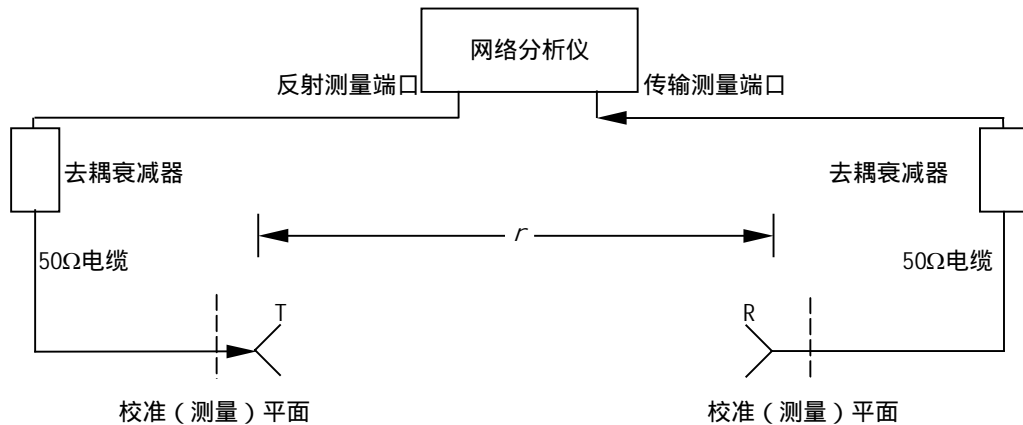 网络分析仪
反射测量端口
传输测量端口
去耦衰减器
去耦衰减器
r
50Ω电缆
50Ω电缆
T
R
校准（测量）平面
校准（测量）平面